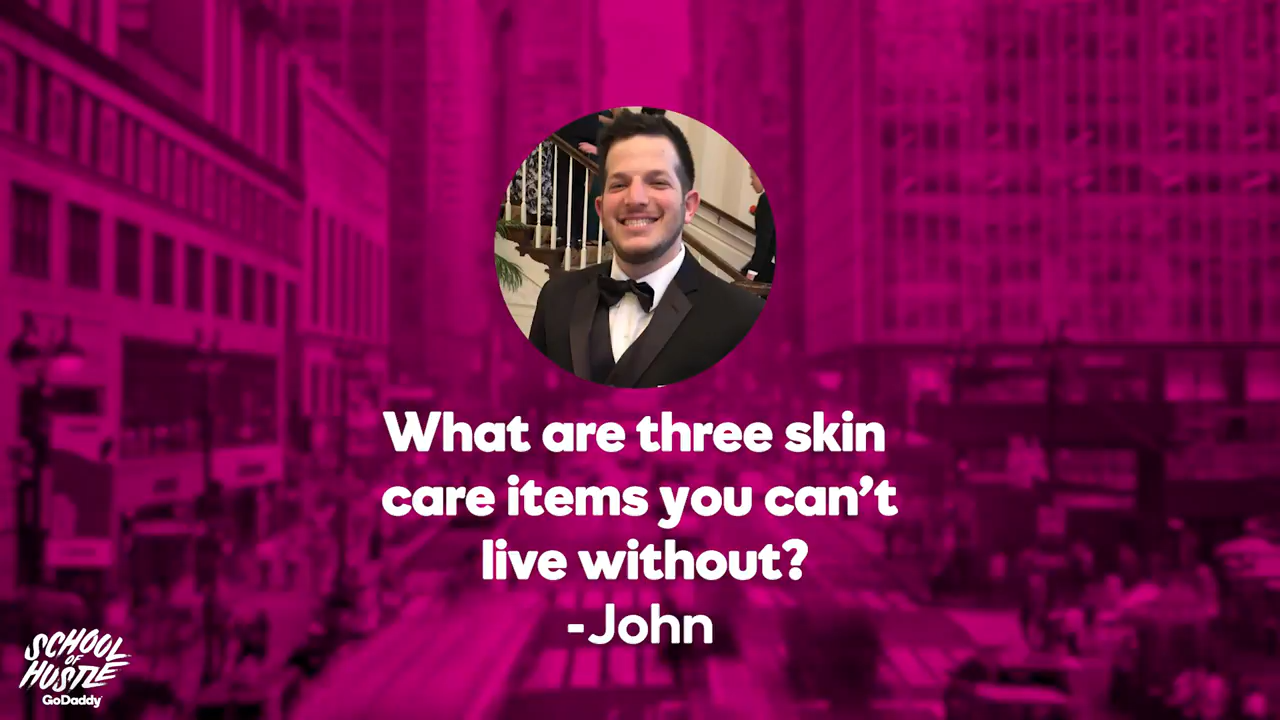 What are three skin
care items you can't
live without?
-John
SCHOOL
OF
HUSTLE
GoDaddy